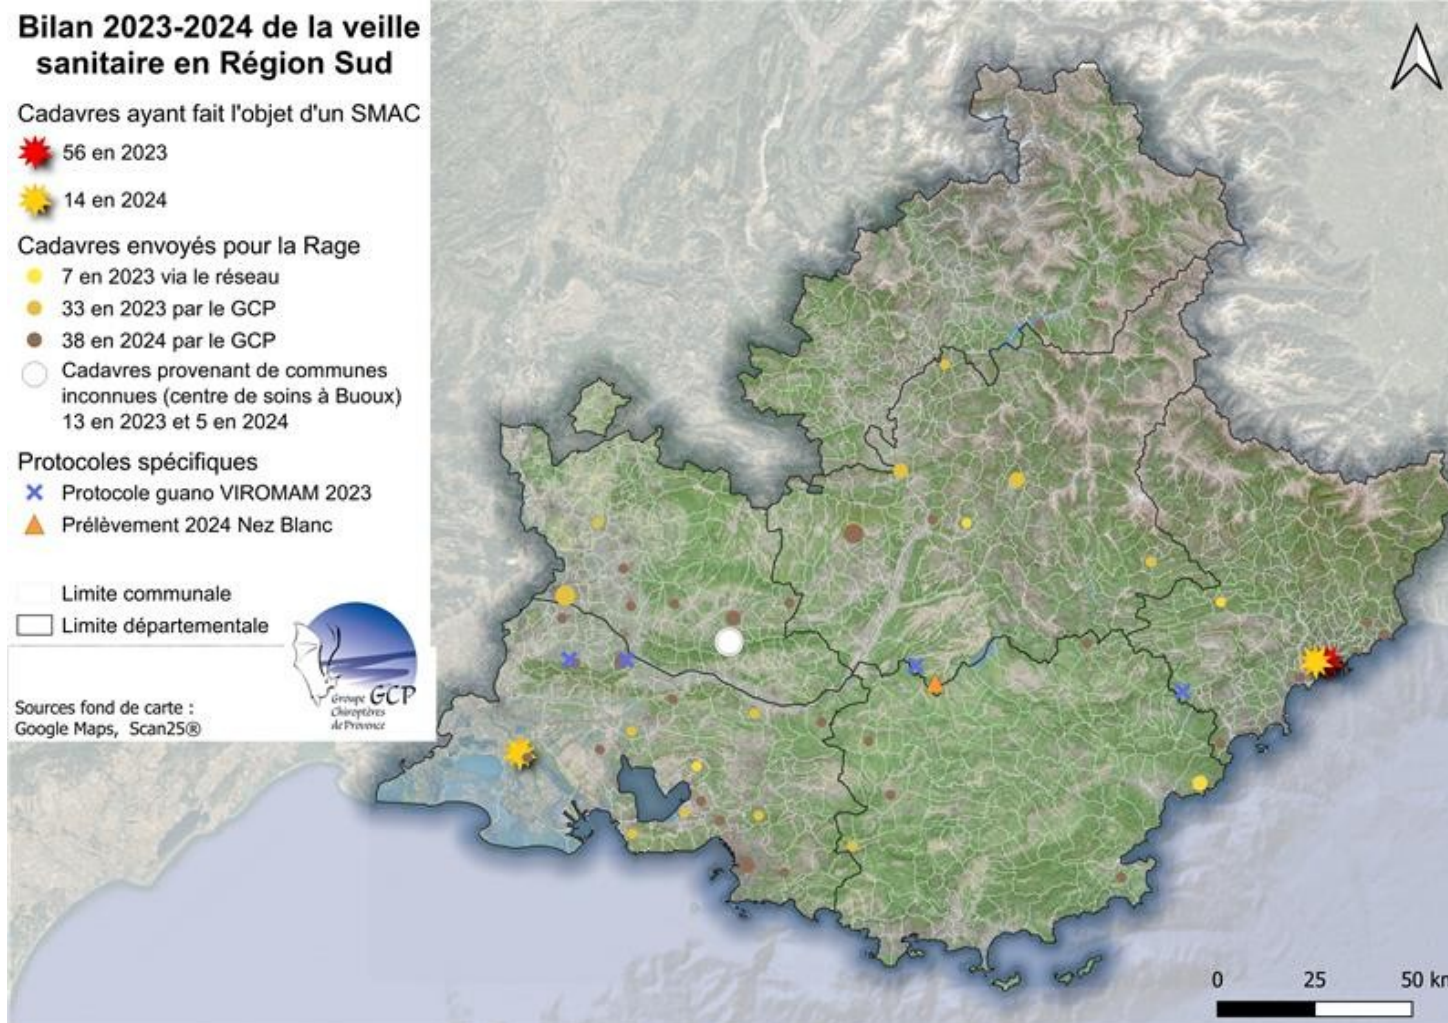 Bilan 2023-2024 de la veille
sanitaire en Région Sud
Cadavres ayant fait l'objet d'un SMAC
56 en 2023
14 en 2024
Cadavres envoyés pour la Rage
7 en 2023 via le réseau
33 en 2023 par le GCP
38 en 2024 par le GCP
Cadavres provenant de communes
inconnues (centre de soins à Buoux)
13 en 2023 et 5 en 2024
Protocoles spécifiques
Protocole guano VIROMAM 2023
Prélèvement 2024 Nez Blanc
Limite communale
Limite départementale
Groupe GCP
Chiroptères
de Provence
Sources fond de carte :
Google Maps, Scan25®
0 25 50 km